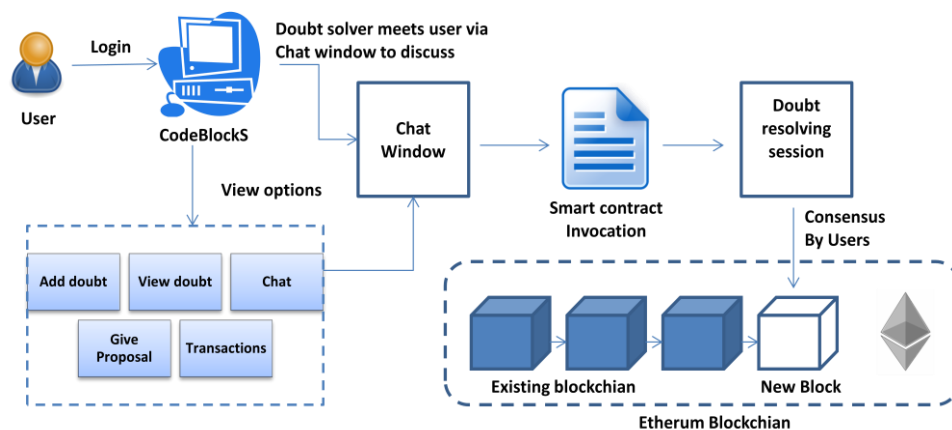 Login
User
CodeBlockS
Doubt solver meets user via
Chat window to discuss
Chat
Window
Smart contract
Invocation
Doubt
resolving
session
View options
Add doubt
View doubt
Chat
Give
Proposal
Transactions
Consensus
By Users
Existing blockchian
New Block
Etherum Blockchian